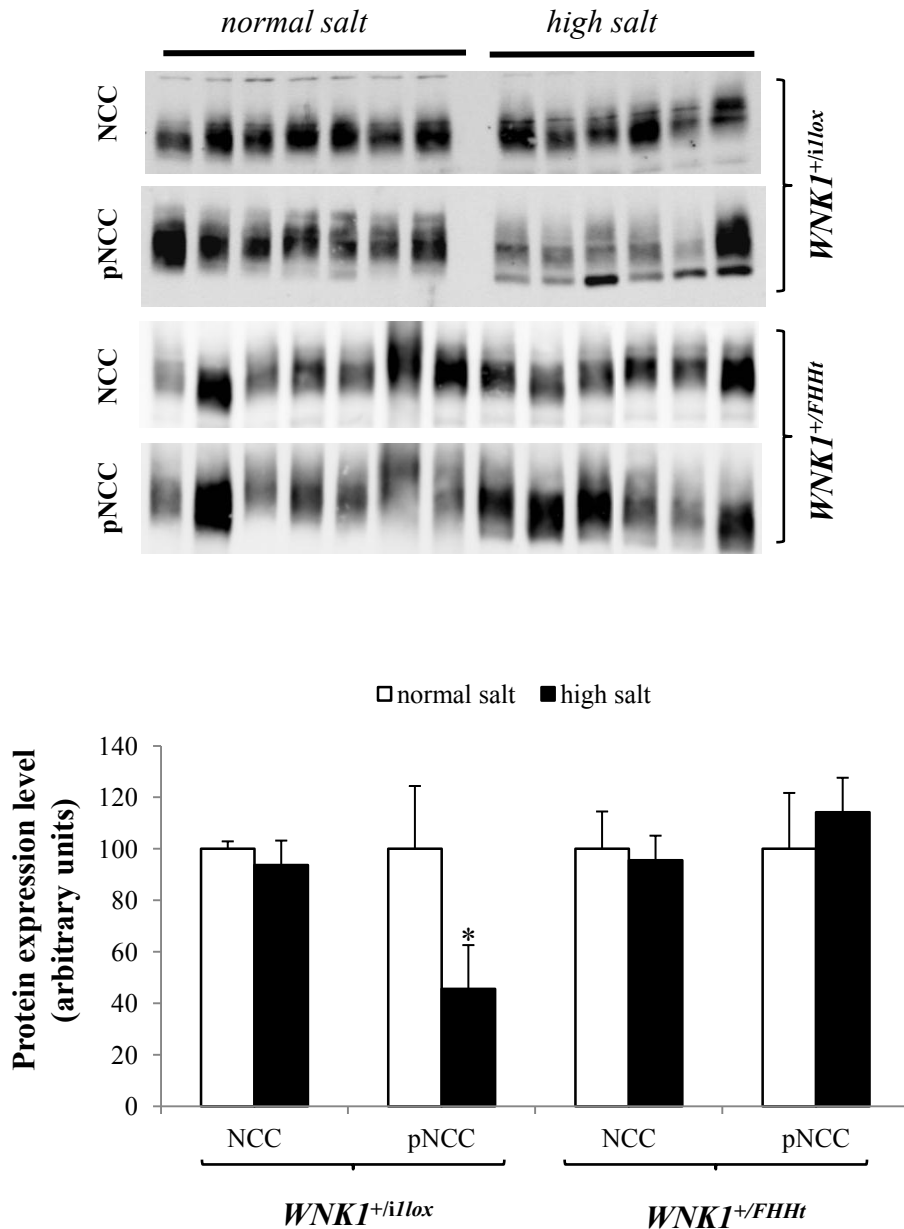 normal salt high salt
NCC
pNCC
WNK1+/i1lox
NCC
pNCC
WNK1+/FHHt
normal salt high salt
Protein expression level
(arbitrary units)
140
120
100
80
60
40
20
0
*
NCC pNCC NCC pNCC
WNK1+/i1lox WNK1+/FHHt